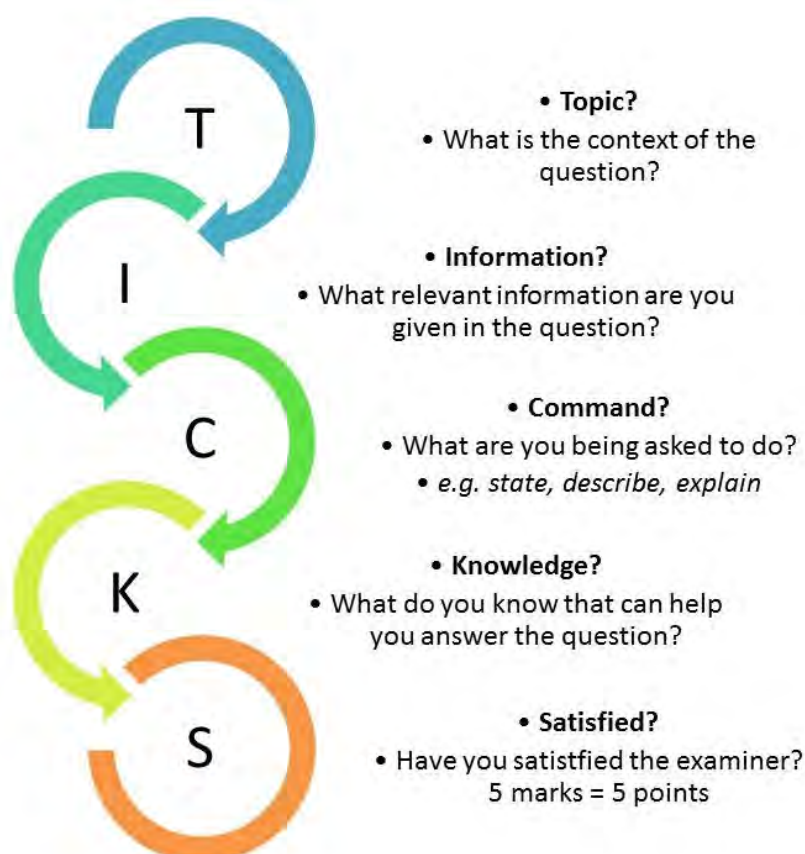 T
• Topic?
• What is the context of the
question?
I
• Information?
• What relevant information are you
given in the question?
C
• Command?
• What are you being asked to do?
• e.g. state, describe, explain
K
• Knowledge?
• What do you know that can help
you answer the question?
S
• Satisfied?
• Have you satistfied the examiner?
5 marks = 5 points